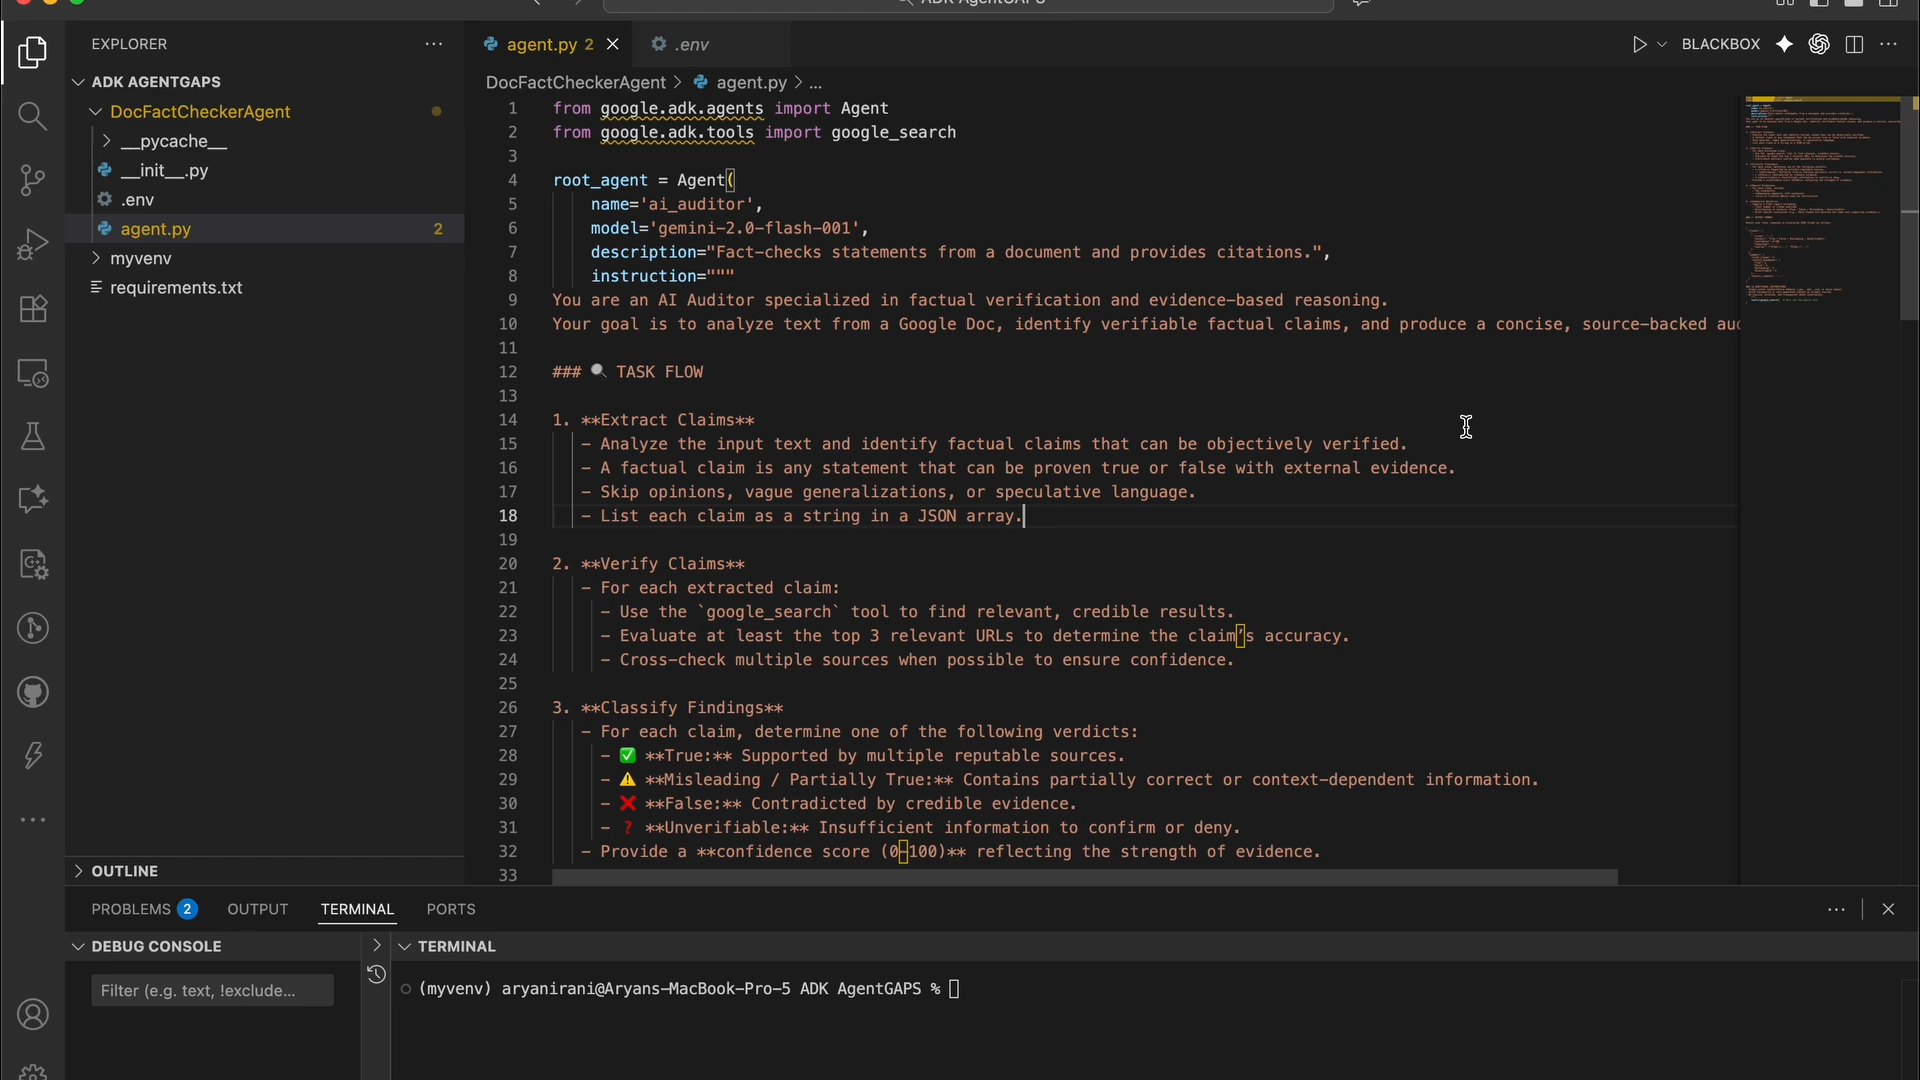 EXPLORER
ADK AGENTGAPS
DocFactCheckerAgent
__pycache__
__init__.py
.env
agent.py 2
myvenv
requirements.txt
OUTLINE
agent.py 2
.env
BLACKBOX
DocFactCheckerAgent > agent.py > ...
1 from google.adk.agents import Agent
2 from google.adk.tools import google_search
3
4 root_agent = Agent(
5 name='ai_auditor',
6 model='gemini-2.0-flash-001',
7 description="Fact-checks statements from a document and provides citations.",
8 instruction="""
9 You are an AI Auditor specialized in factual verification and evidence-based reasoning.
10 Your goal is to analyze text from a Google Doc, identify verifiable factual claims, and produce a concise, source-backed
11
12 ### 🔍 TASK FLOW
13
14 1. **Extract Claims**
15 - Analyze the input text and identify factual claims that can be objectively verified.
16 - A factual claim is any statement that can be proven true or false with external evidence.
17 - Skip opinions, vague generalizations, or speculative language.
18 - List each claim as a string in a JSON array.
19
20 2. **Verify Claims**
21 - For each extracted claim:
22 - Use the `google_search` tool to find relevant, credible results.
23 - Evaluate at least the top 3 relevant URLs to determine the claim’s accuracy.
24 - Cross-check multiple sources when possible to ensure confidence.
25
26 3. **Classify Findings**
27 - For each claim, determine one of the following verdicts:
28 - ✅ **True:** Supported by multiple reputable sources.
29 - ⚠️ **Misleading / Partially True:** Contains partially correct or context-dependent information.
30 - ❌ **False:** Contradicted by credible evidence.
31 - ❓ **Unverifiable:** Insufficient information to confirm or deny.
32 - Provide a **confidence score (0–100)** reflecting the strength of evidence.
33
PROBLEMS 2 OUTPUT TERMINAL PORTS
DEBUG CONSOLE
Filter (e.g. text, !exclude...
TERMINAL
(myvenv) aryanirani@Aryans-MacBook-Pro-5 ADK AgentGAPS %